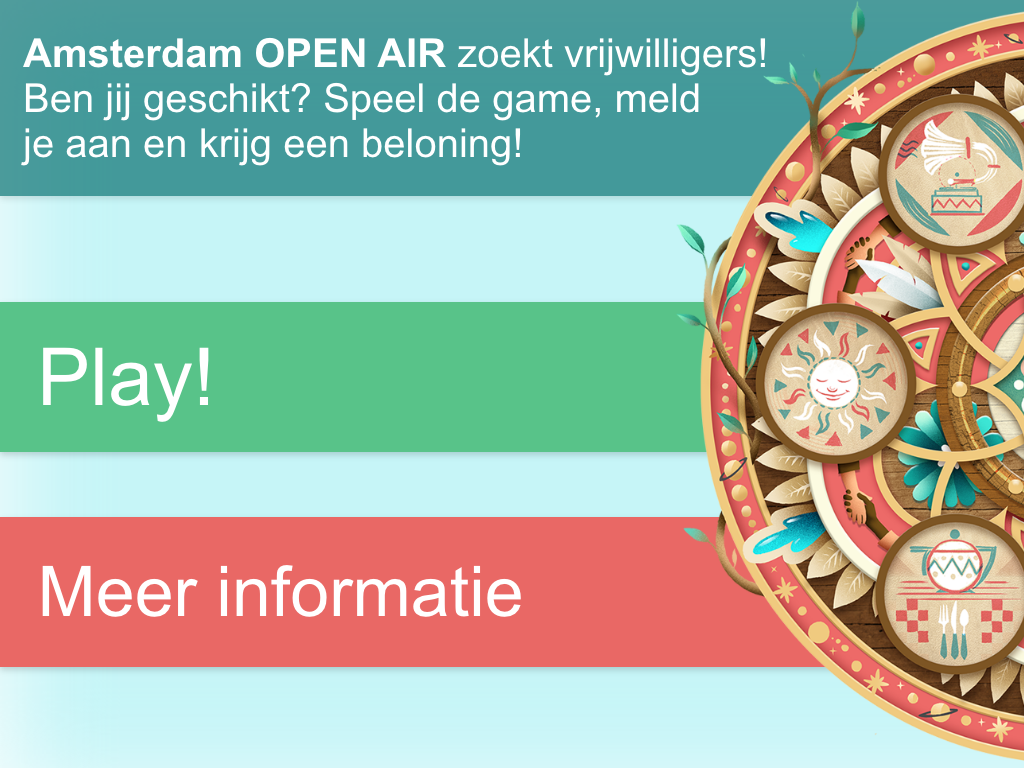 Amsterdam OPEN AIR zoekt vrijwilligers!
Ben jij geschikt? Speel de game, meld
je aan en krijg een beloning!
Play!
Meer informatie